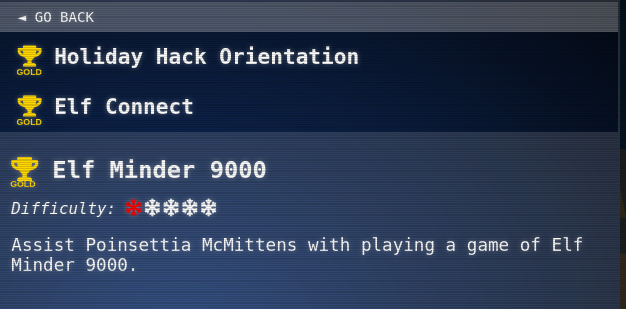 ◄ GO BACK
GOLD
Holiday Hack Orientation
GOLD
Elf Connect
GOLD
Elf Minder 9000
Difficulty:
Assist Poinsettia McMittens with playing a game of Elf
Minder 9000.